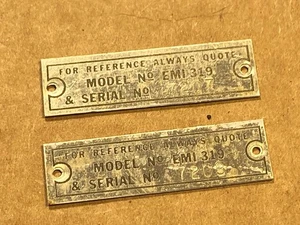 FOR REFERENCE ALWAYS QUOTE
MODEL No EMI 319
& SERIAL No
FOR REFERENCE ALWAYS QUOTE
MODEL No EMI 319
& SERIAL No